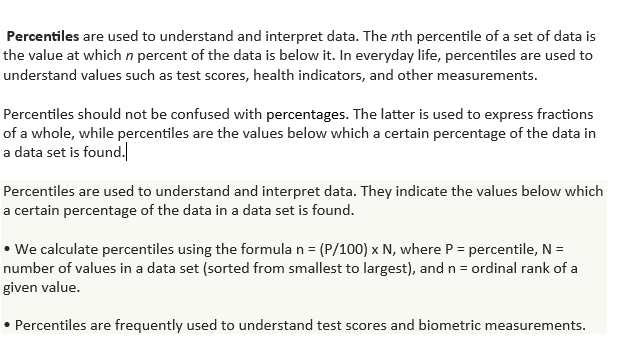 Percentiles are used to understand and interpret data. The nth percentile of a set of data is
the value at which n percent of the data is below it. In everyday life, percentiles are used to
understand values such as test scores, health indicators, and other measurements.
Percentiles should not be confused with percentages. The latter is used to express fractions
of a whole, while percentiles are the values below which a certain percentage of the data in
a data set is found.
Percentiles are used to understand and interpret data. They indicate the values below which
a certain percentage of the data in a data set is found.
• We calculate percentiles using the formula n = (P/100) x N, where P = percentile, N =
number of values in a data set (sorted from smallest to largest), and n = ordinal rank of a
given value.
• Percentiles are frequently used to understand test scores and biometric measurements.